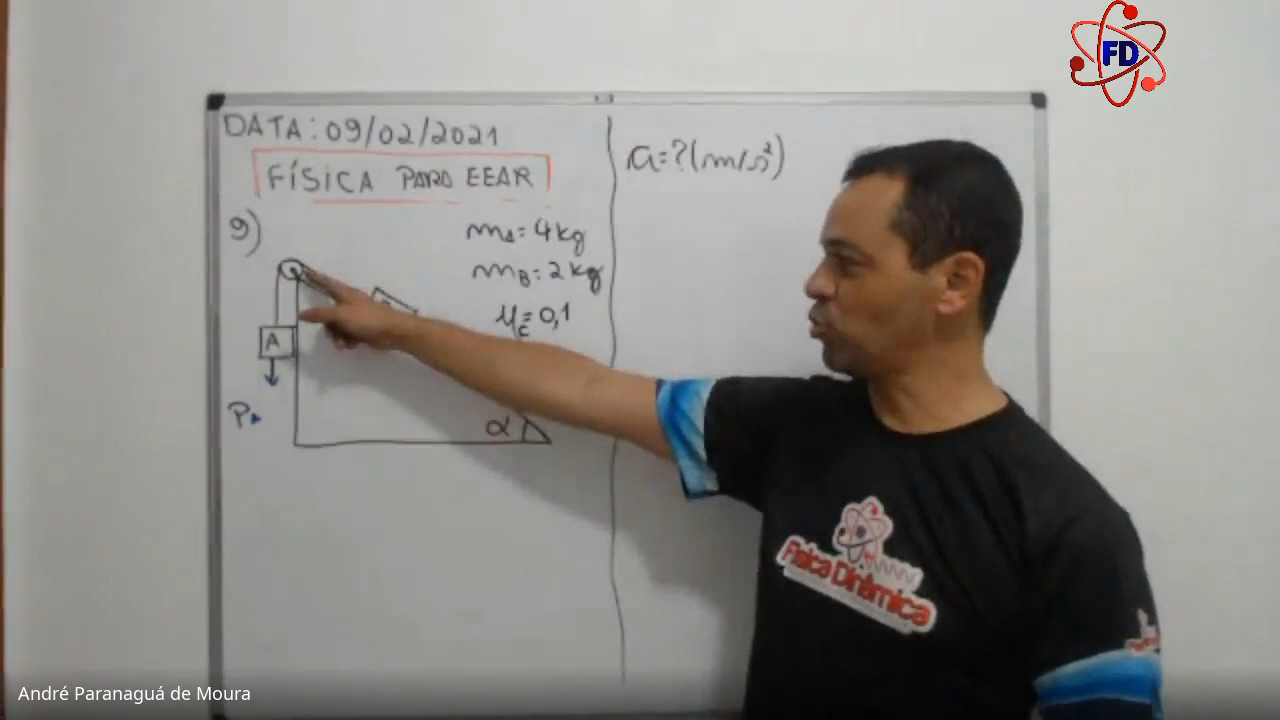 FD
DATA: 09/02/2021
FÍSICA PARA EEAR
a=?(m/s²)
9)
mA=4kg
mB=2kg
μc=0,1
A
PA
α
Física Dinâmica
André Paranaguá de Moura